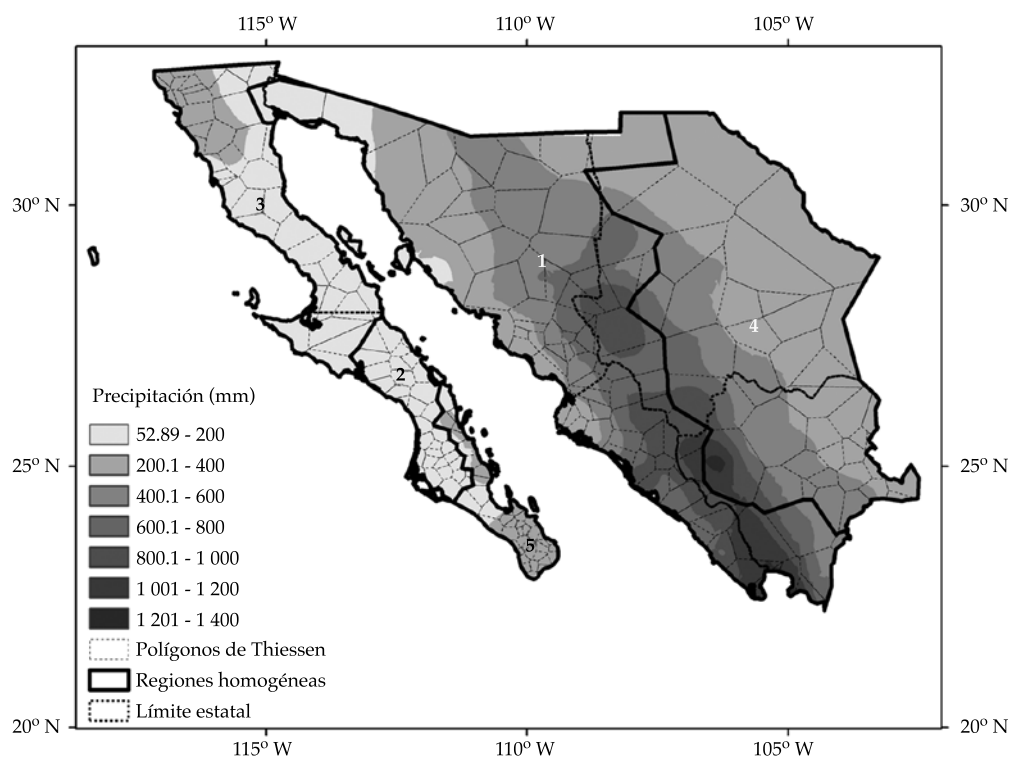 115º W 110º W 105º W
30º N 30º N
3
1
4
2
Precipitación (mm)
52.89 - 200
200.1 - 400
25º N 25º N
400.1 - 600
600.1 - 800
5
800.1 - 1 000
1 001 - 1 200
1 201 - 1 400
Polígonos de Thiessen
Regiones homogéneas
Límite estatal
20º N 20º N
115º W 110º W 105º W